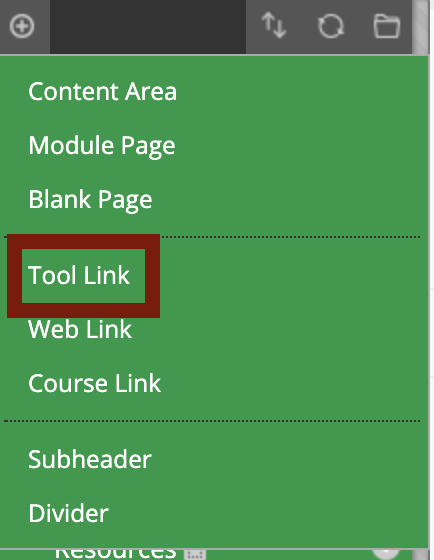 Content Area
Module Page
Blank Page
Tool Link
Web Link
Course Link
Subheader
Divider
Resources